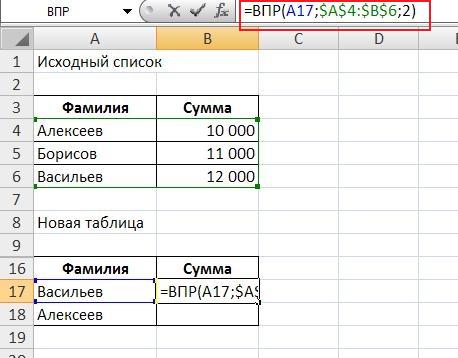 ВПР =ВПР(A17;$A$4:$B$6;2)
A B C D E
1 Исходный список
2
3 Фамилия Сумма
4 Алексеев 10 000
5 Борисов 11 000
6 Васильев 12 000
7
8 Новая таблица
9
16 Фамилия Сумма
17 Васильев =ВПР(A17;$A$
18 Алексеев